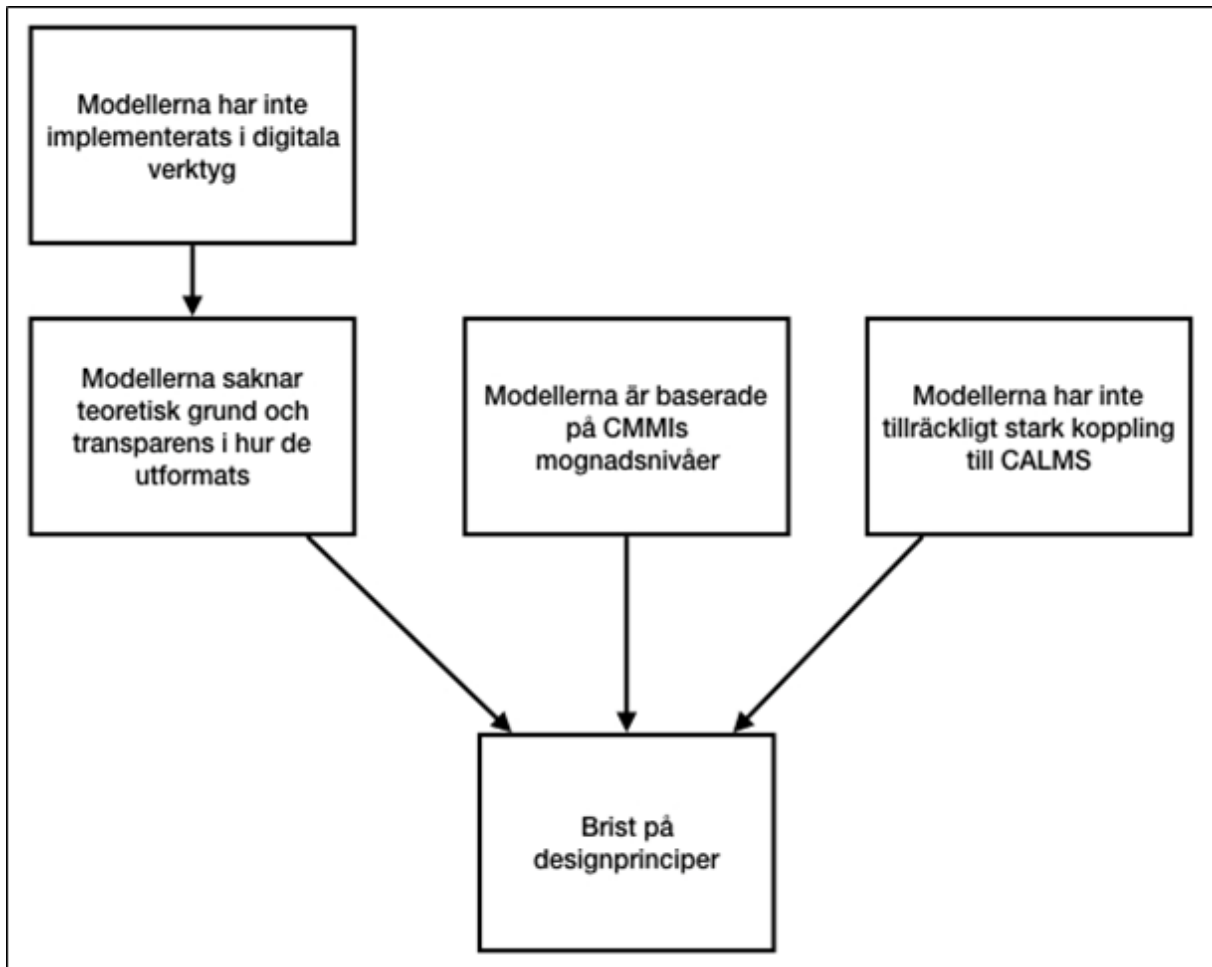 Modellerna har inte
implementerats i digitala
verktyg
Modellerna saknar
teoretisk grund och
transparens i hur de
utformats
Modellerna är baserade
på CMMIs
mognadsnivåer
Modellerna har inte
tillräckligt stark koppling
till CALMS
Brist på
designprinciper